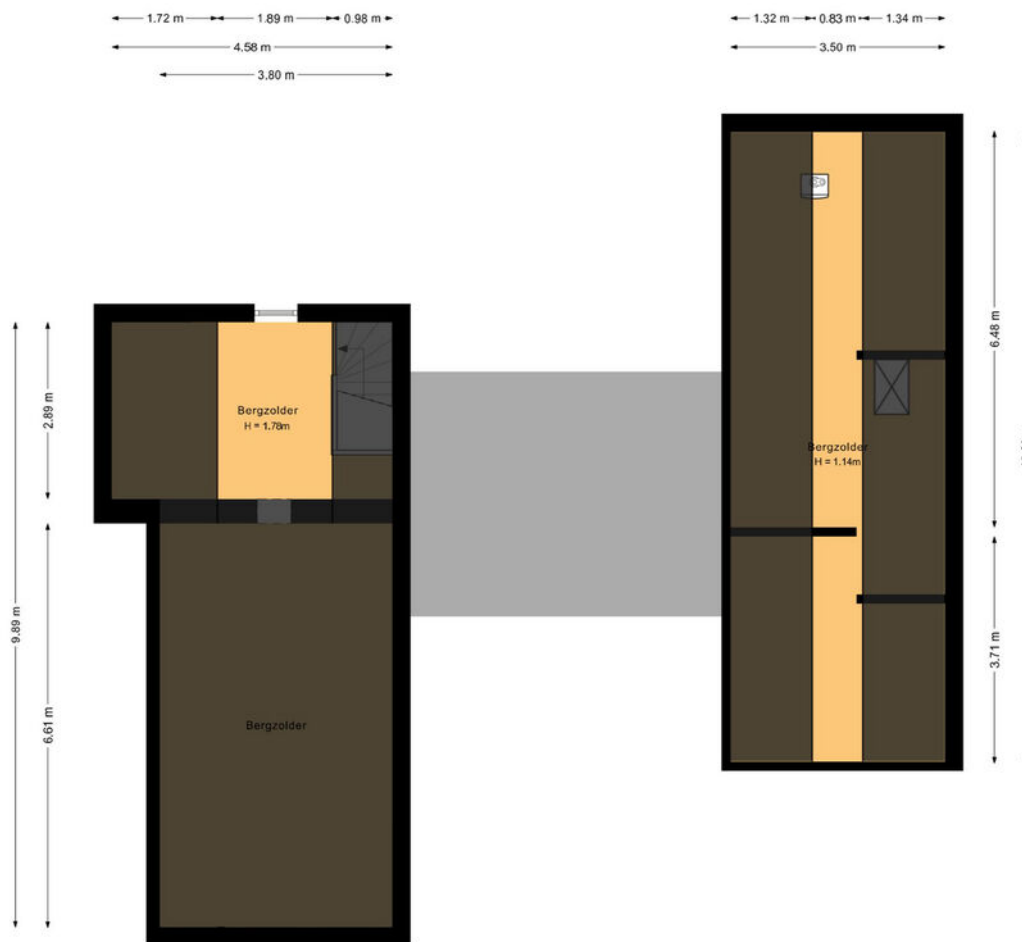 1.72 m
1.89 m
0.98 m
4.58 m
3.80 m
1.32 m
0.83 m
1.34 m
3.50 m
2.89 m
9.89 m
6.61 m
Bergzolder
H = 1.78m
Bergzolder
Bergzolder
H = 1.14m
6.48 m
3.71 m